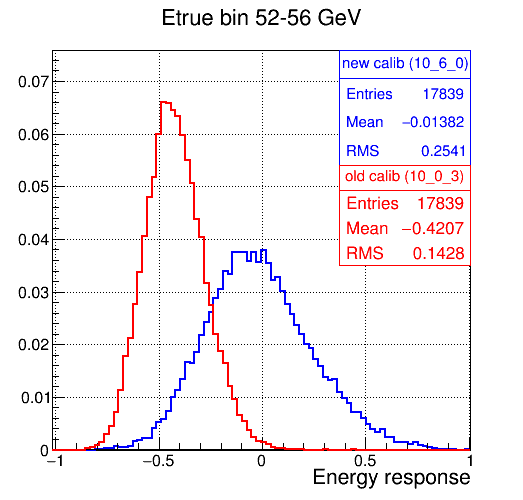 Etrue bin 52-56 GeV
new calib (10_6_0)
Entries 17839
Mean −0.01382
RMS 0.2541
old calib (10_0_3)
Entries 17839
Mean −0.4207
RMS 0.1428
0.07
0.06
0.05
0.04
0.03
0.02
0.01
0
−1 −0.5 0 0.5 1
Energy response